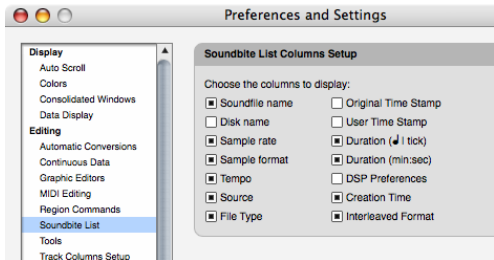 Preferences and Settings
Display
Auto Scroll
Colors
Consolidated Windows
Data Display
Editing
Automatic Conversions
Continuous Data
Graphic Editors
MIDI Editing
Region Commands
Soundbite List
Tools
Track Columns Setup
Soundbite List Columns Setup
Choose the columns to display:
Soundfile name
Disk name
Sample rate
Sample format
Tempo
Source
File Type
Original Time Stamp
User Time Stamp
Duration (♩ | tick)
Duration (min:sec)
DSP Preferences
Creation Time
Interleaved Format